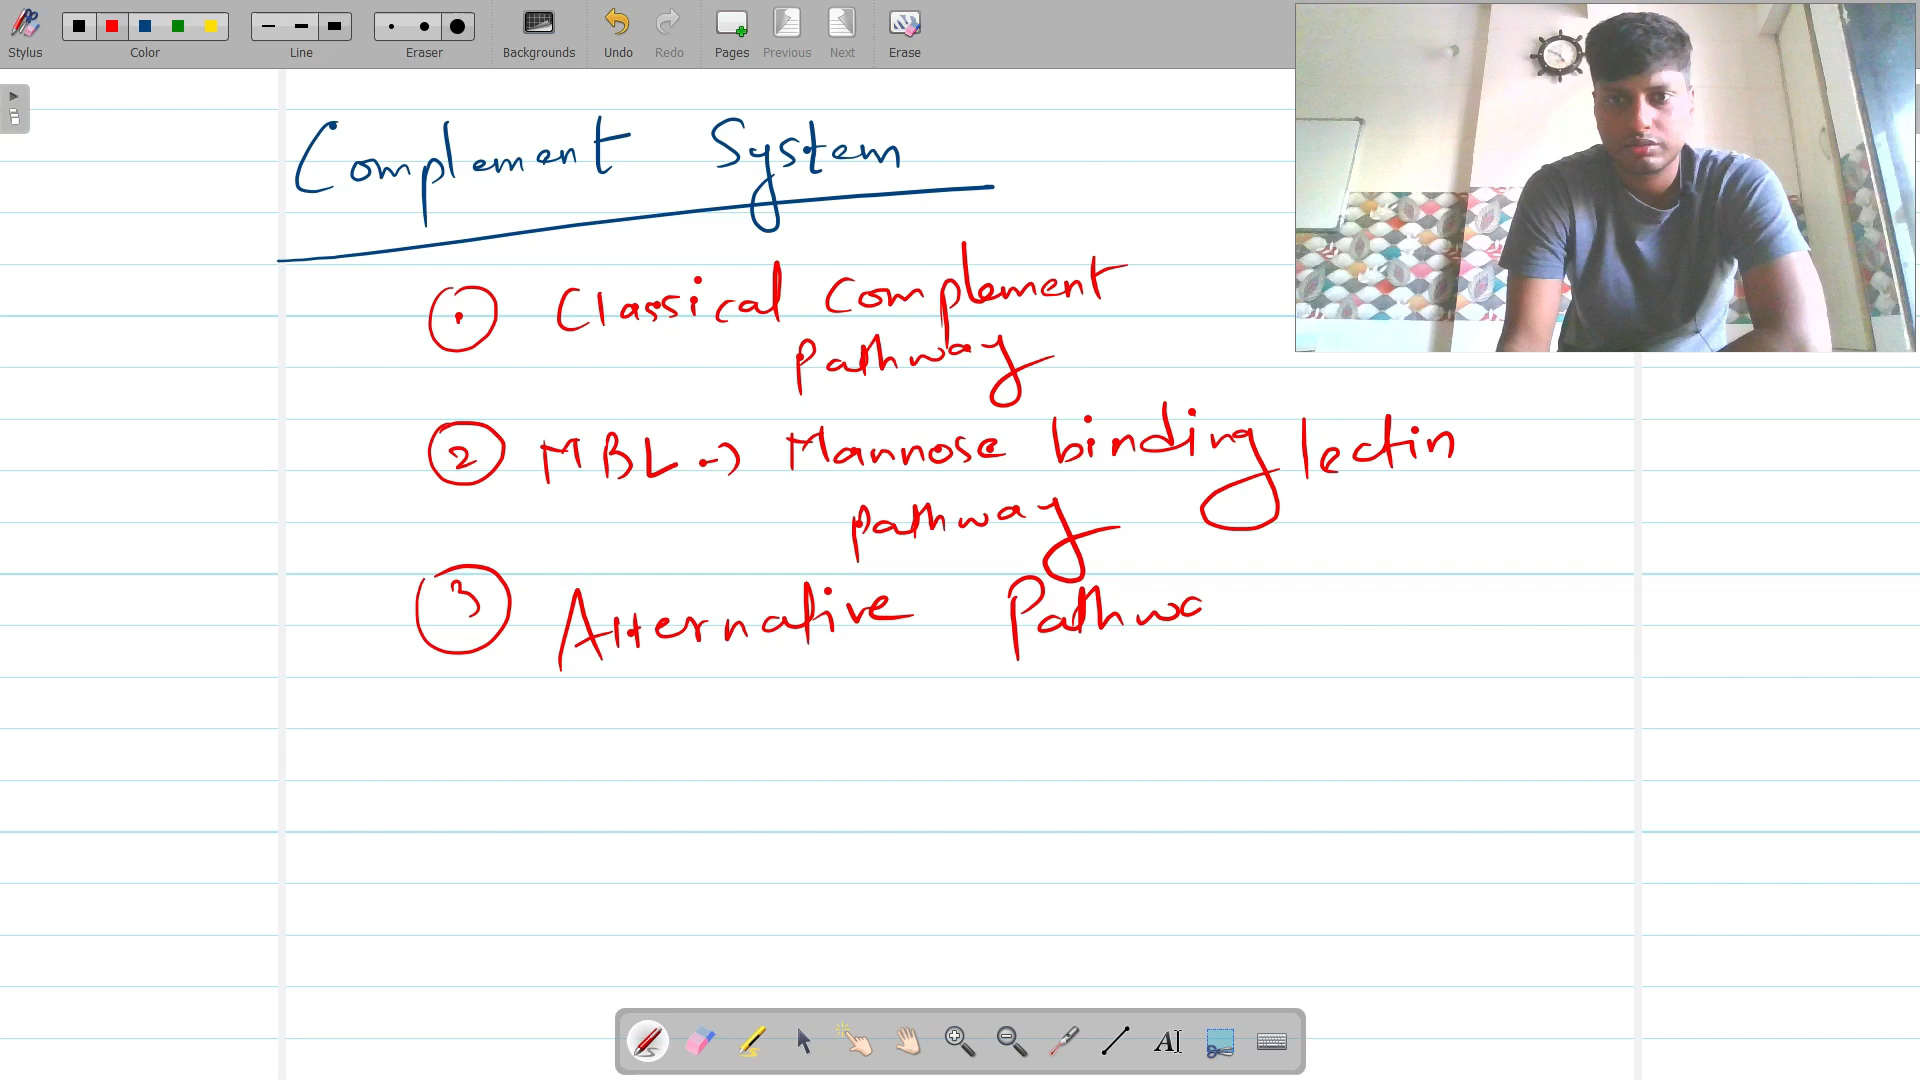 Stylus
Color
Line
Eraser
Backgrounds
Undo
Redo
Pages
Previous
Next
Erase
Complement System
1 Classical Complement
Pathway
2 MBL -> Mannose binding lectin
pathway
3 Alternative Pathwa